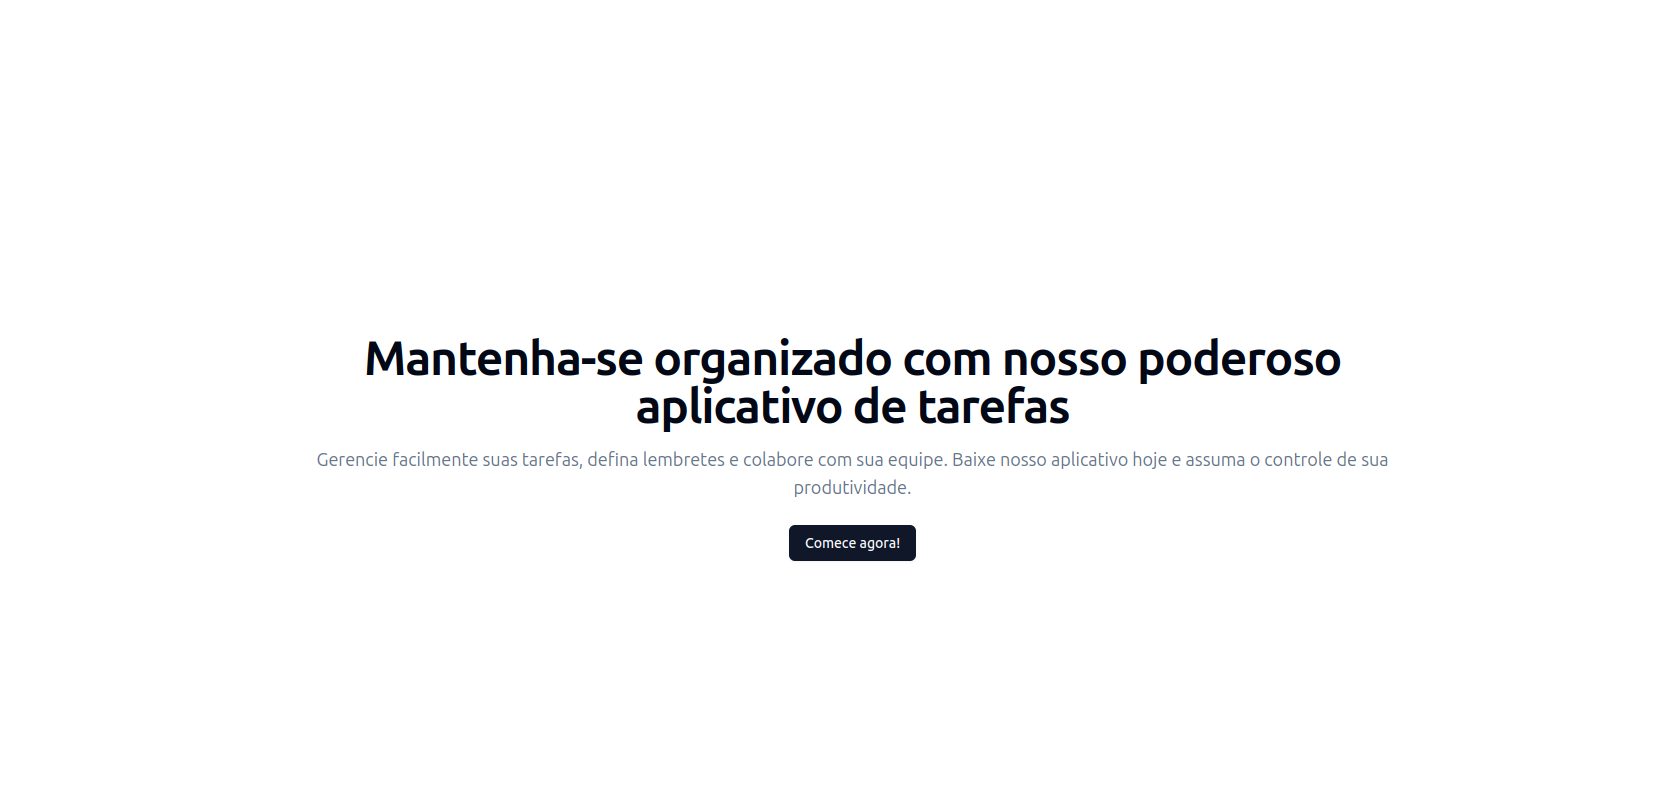 Mantenha-se organizado com nosso poderoso
aplicativo de tarefas
Gerencie facilmente suas tarefas, defina lembretes e colabore com sua equipe. Baixe nosso aplicativo hoje e assuma o controle de sua
produtividade.
Comece agora!